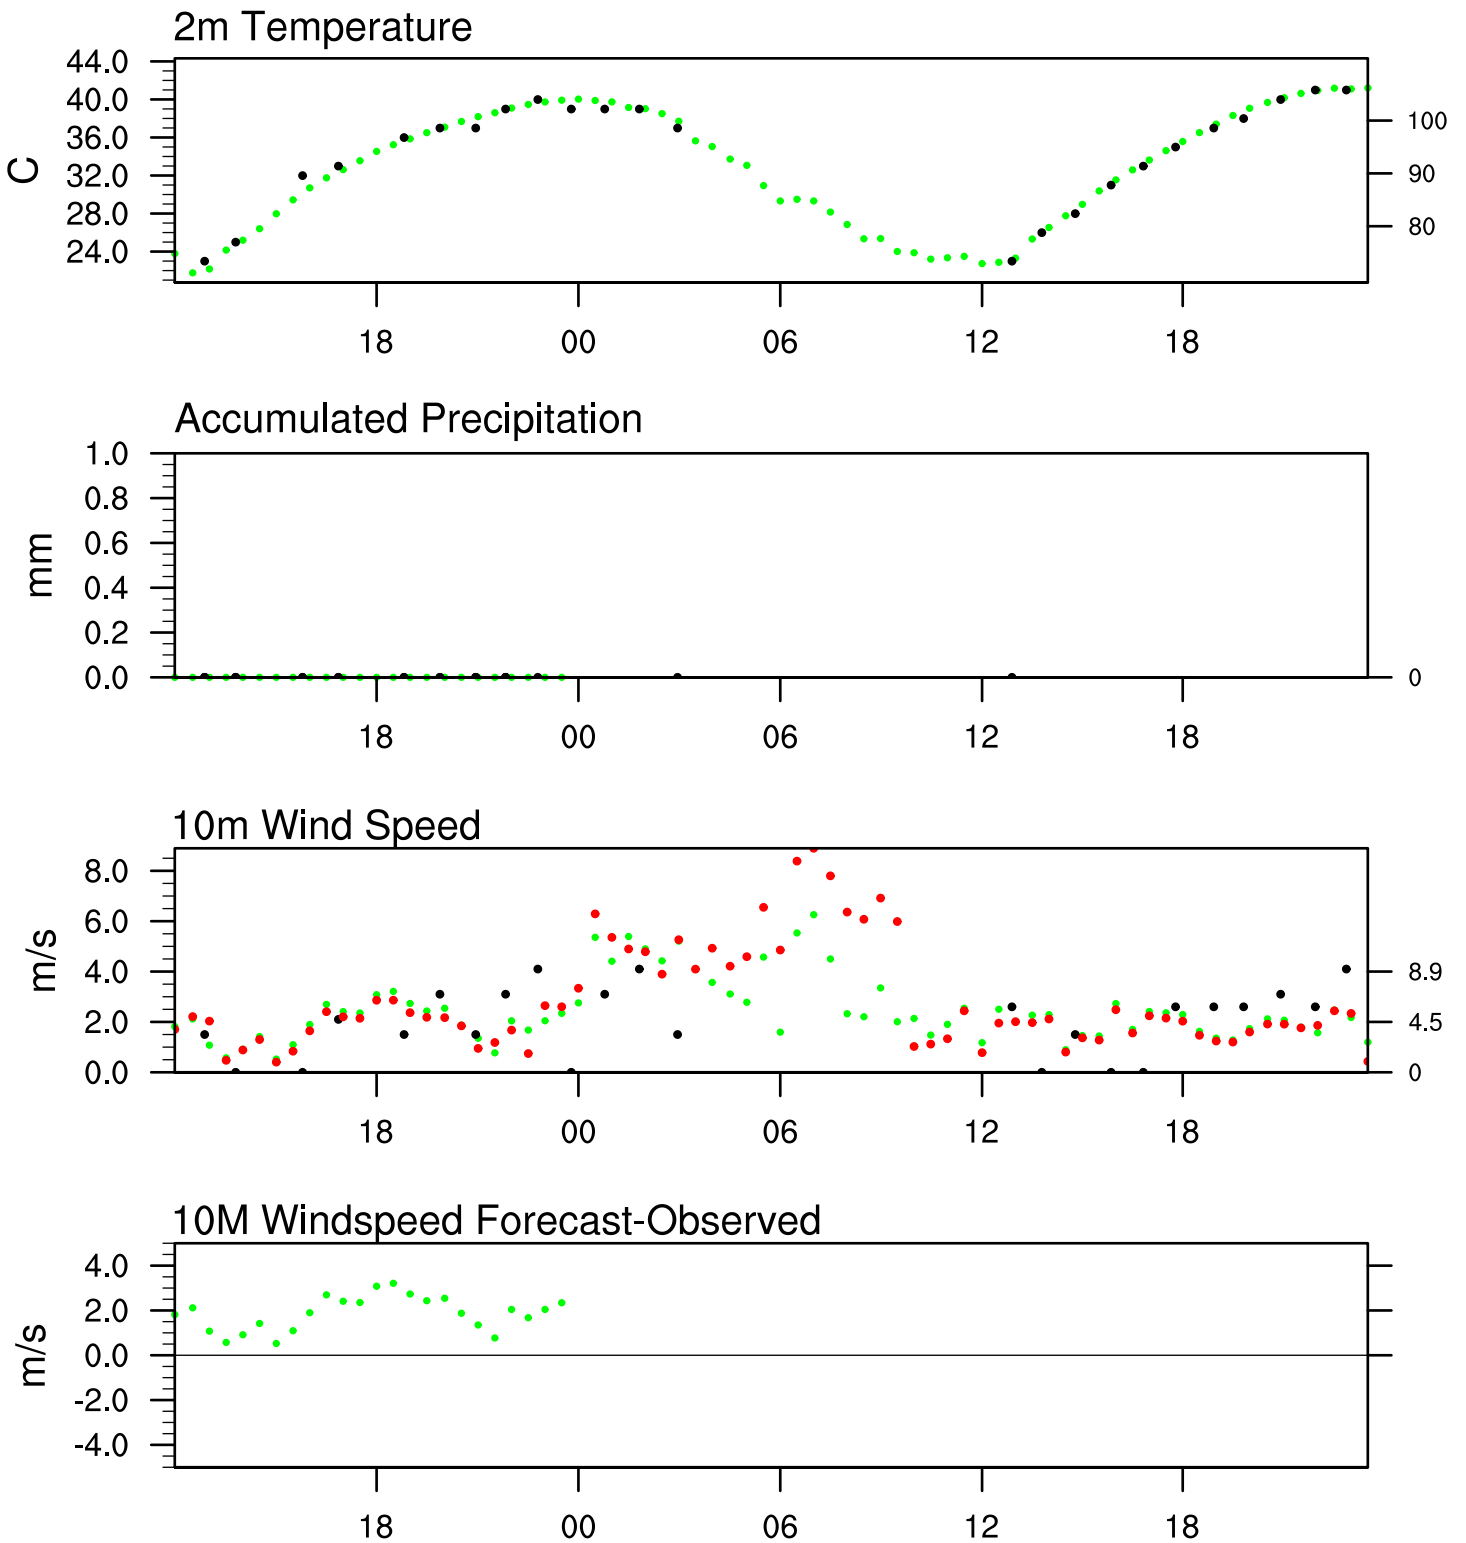 2m Temperature
44.0
40.0
36.0
32.0
28.0
24.0
C
100
90
80
18 00 06 12 18
Accumulated Precipitation
1.0
0.8
0.6
0.4
0.2
0.0
mm
0
18 00 06 12 18
10m Wind Speed
8.0
6.0
4.0
2.0
0.0
m/s
8.9
4.5
0
18 00 06 12 18
10M Windspeed Forecast-Observed
4.0
2.0
0.0
-2.0
-4.0
m/s
18 00 06 12 18